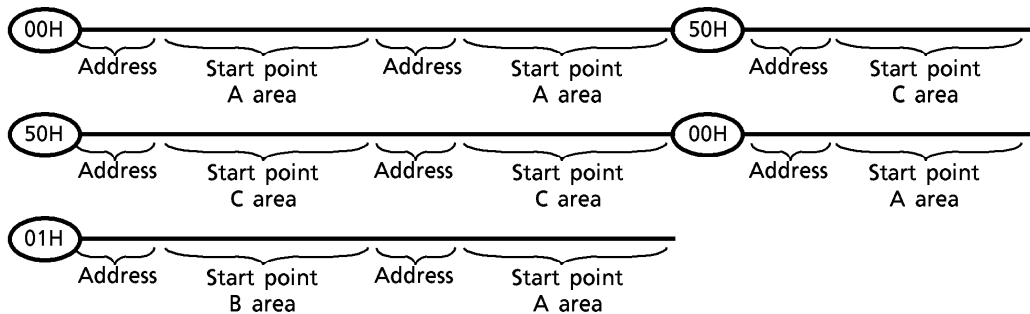 00H 50H
Address Start point Address Start point Address Start point
A area A area C area
50H 00H
Address Start point Address Start point Address Start point
C area C area A area
01H
Address Start point Address Start point
B area A area